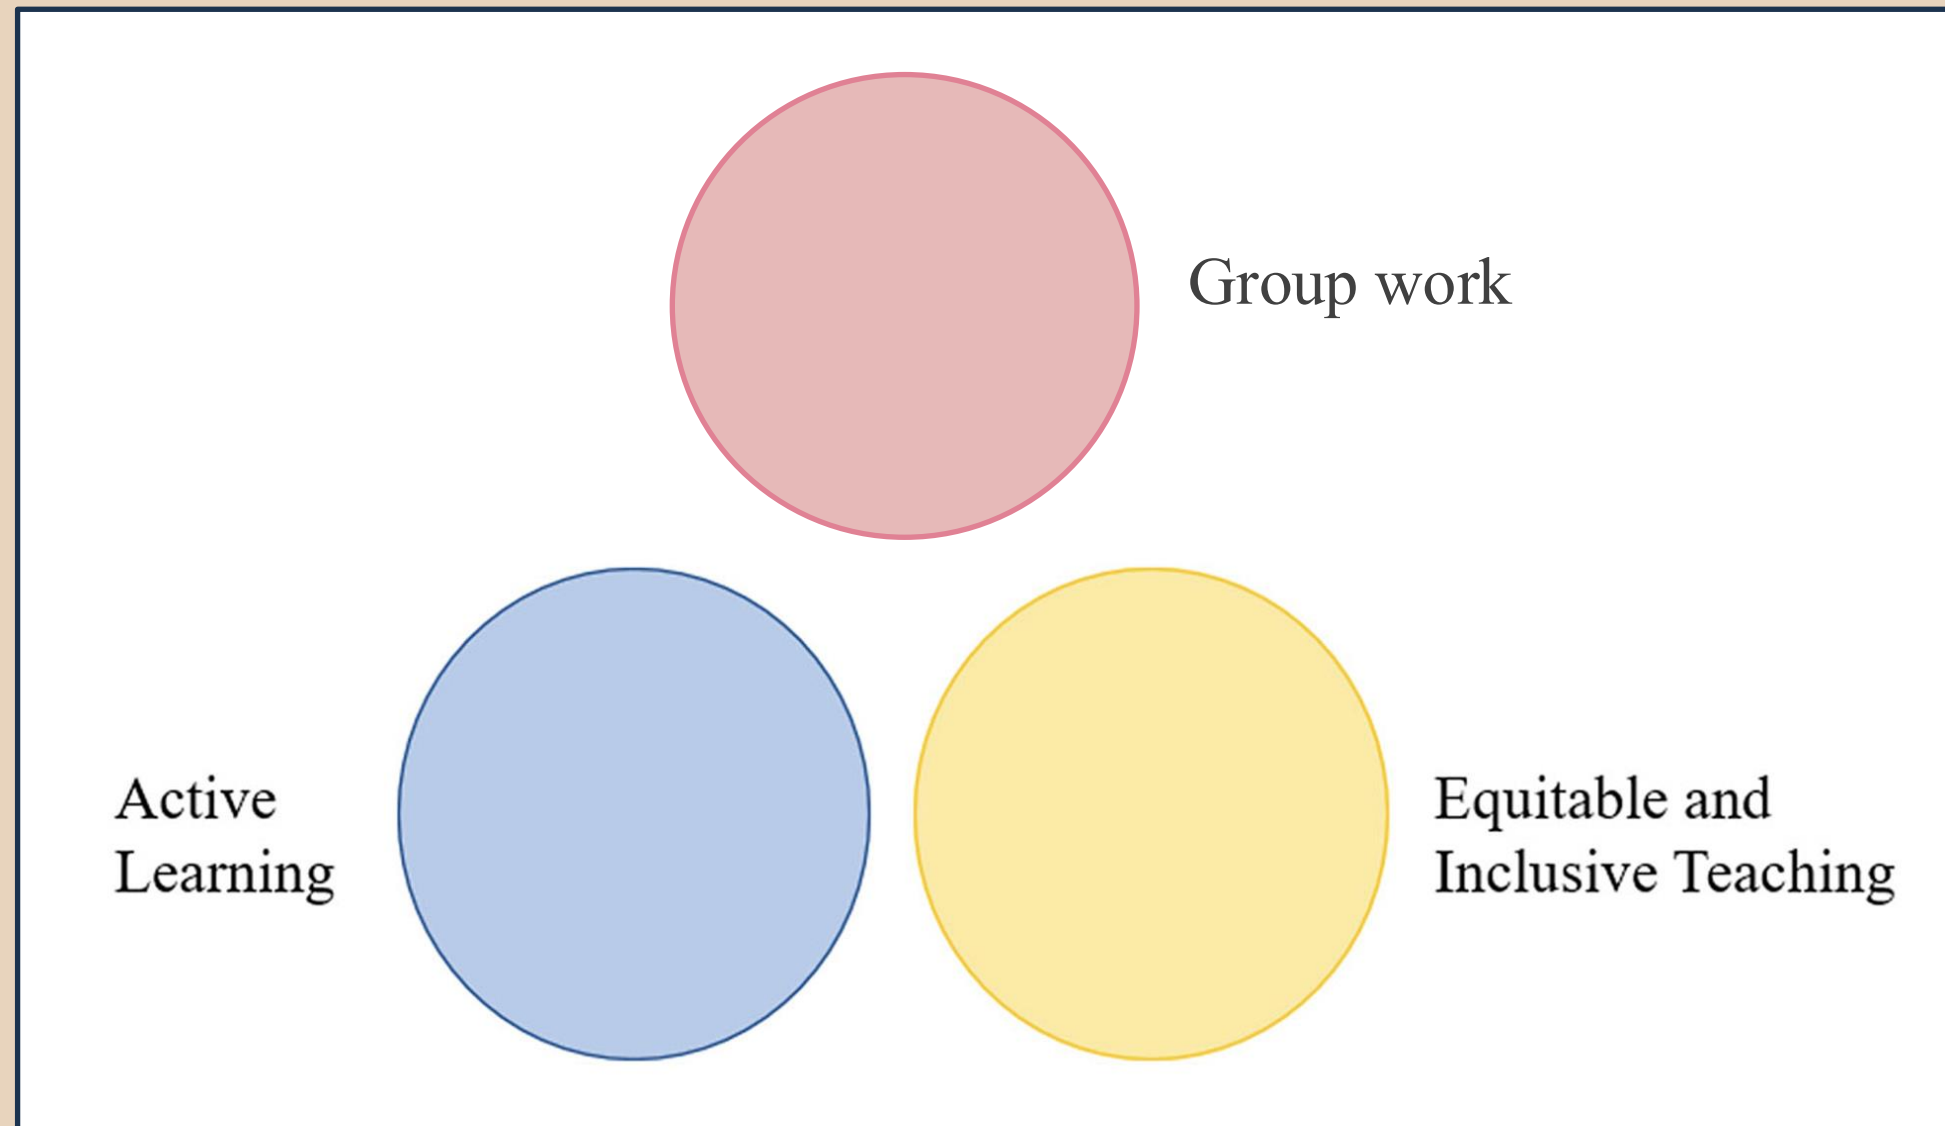 Group work
Active
Learning
Equitable and
Inclusive Teaching